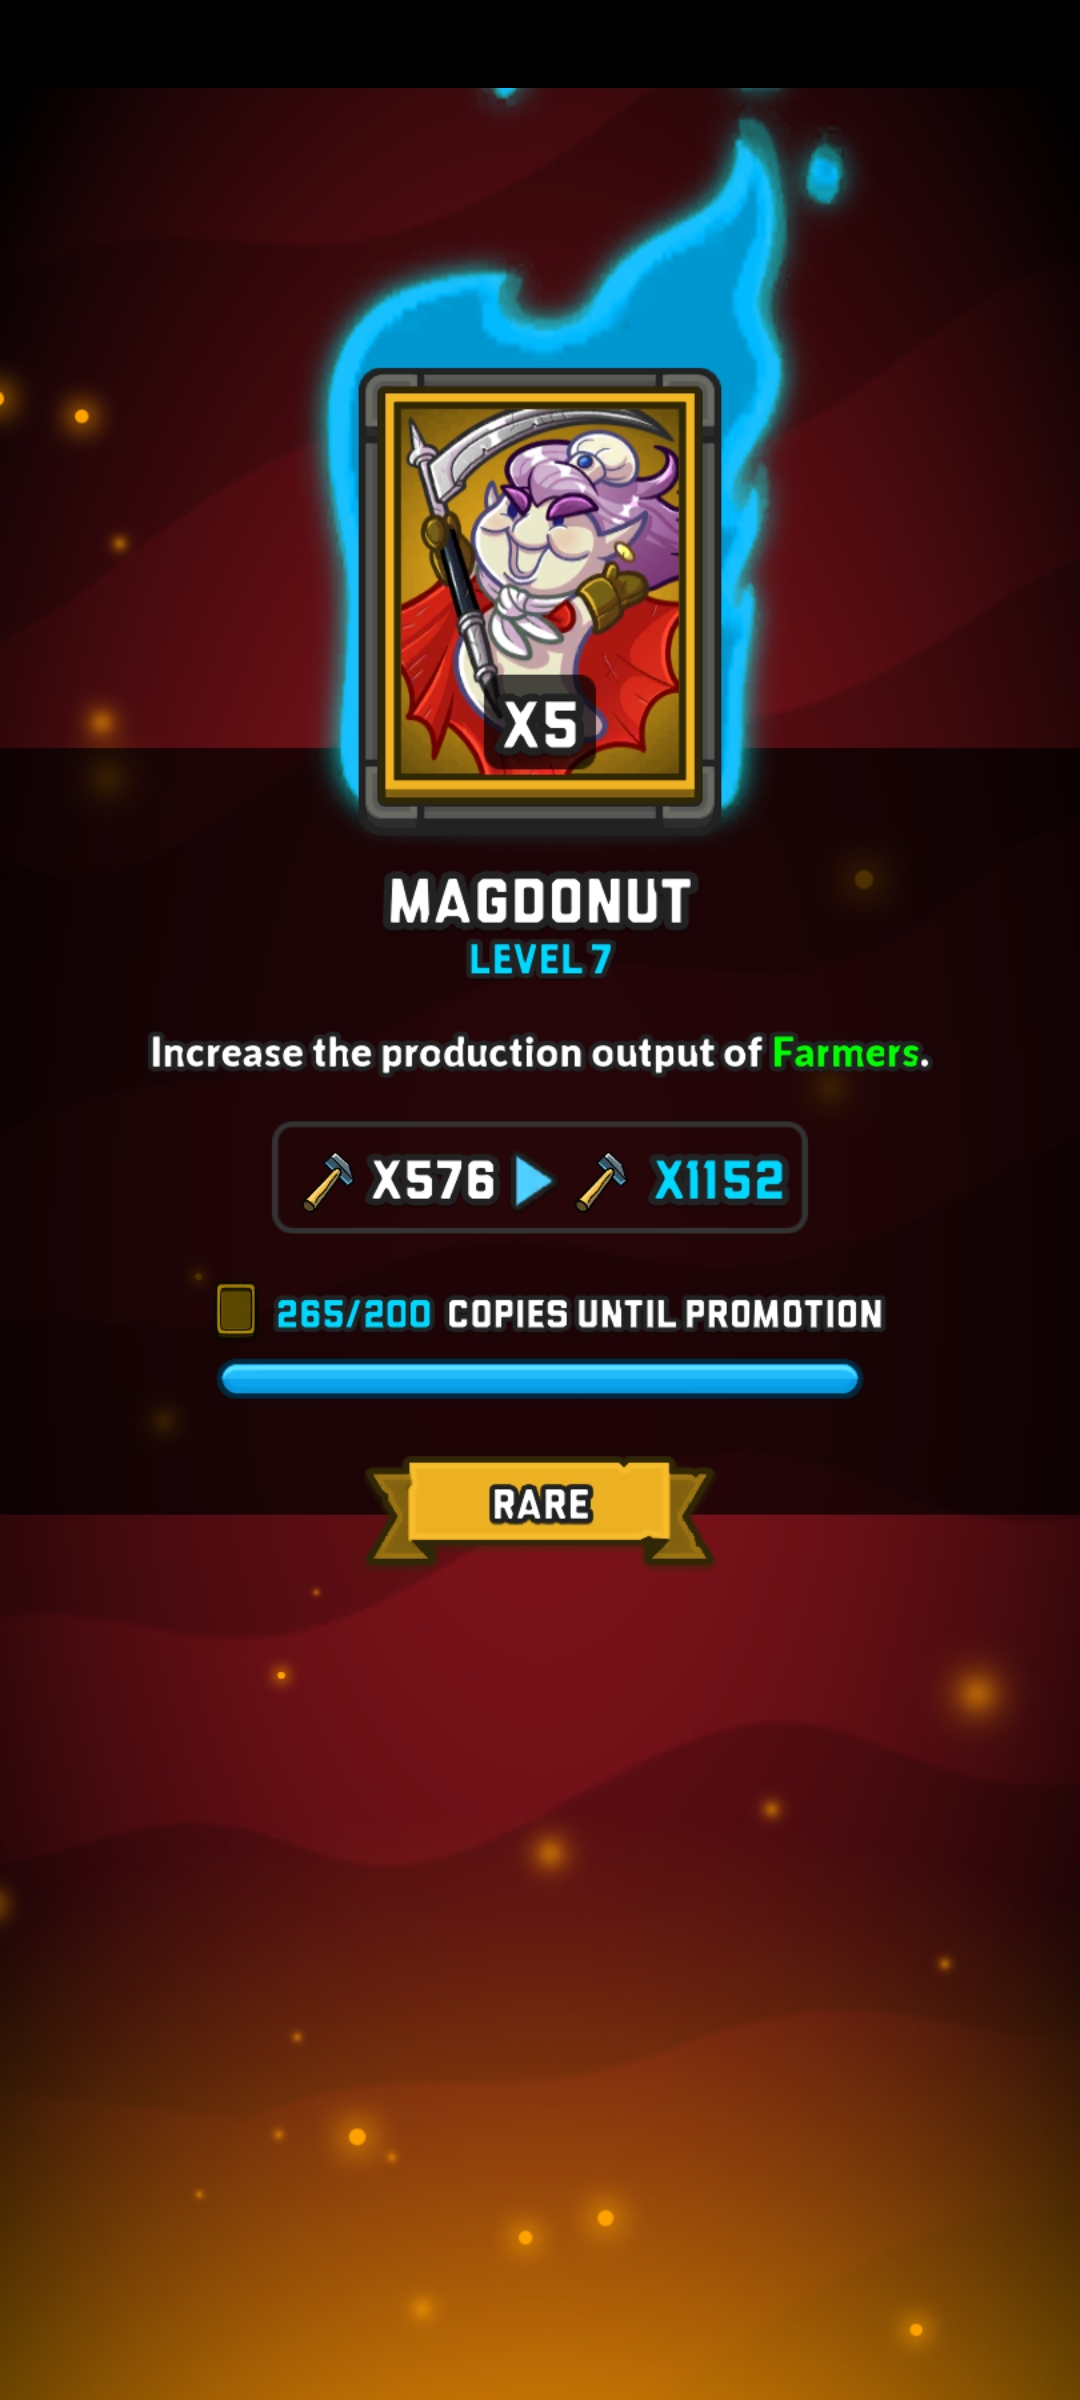 X5
MAGDONUT
LEVEL 7
Increase the production output of Farmers.
X576 X1152
265/200 COPIES UNTIL PROMOTION
RARE